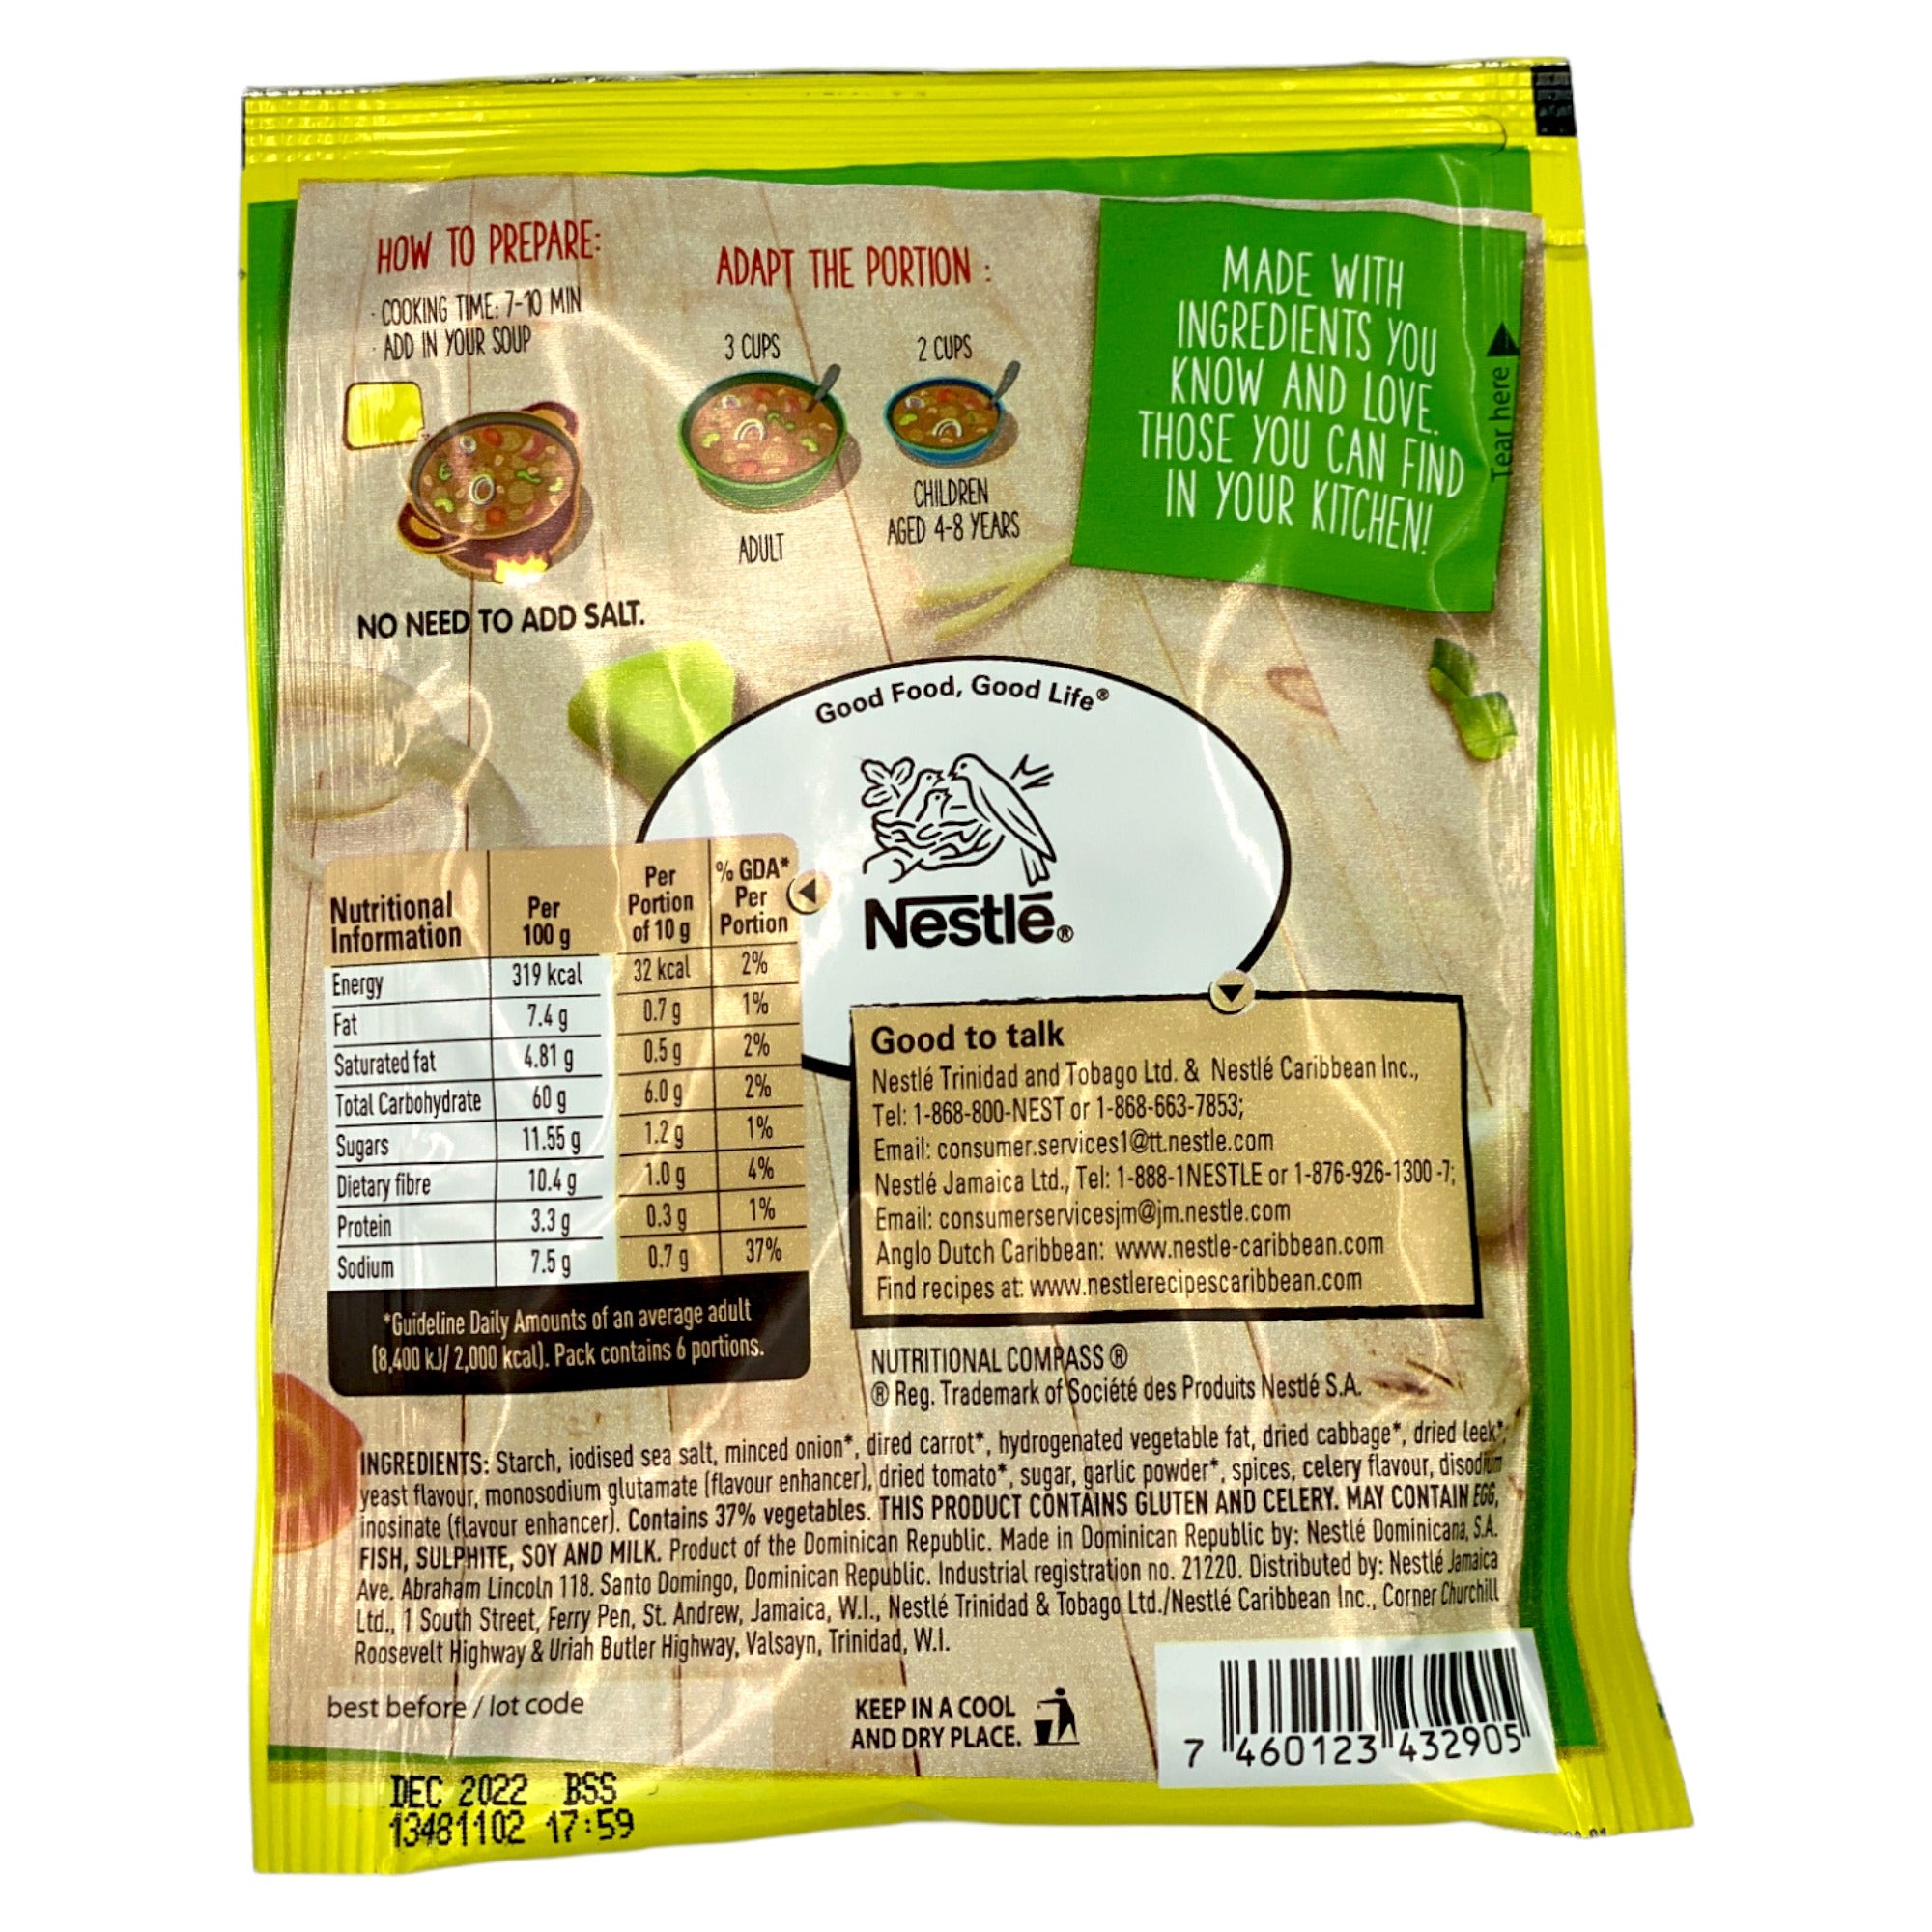 HOW TO PREPARE:
· COOKING TIME: 7-10 MIN
· ADD IN YOUR SOUP
NO NEED TO ADD SALT.
ADAPT THE PORTION :
3 CUPS
ADULT
2 CUPS
CHILDREN
AGED 4-8 YEARS
MADE WITH
INGREDIENTS YOU
KNOW AND LOVE.
THOSE YOU CAN FIND
IN YOUR KITCHEN!
Tear here
Good Food, Good Life®
Nestlé®
Nutritional Information Per 100 g Per Portion of 10 g % GDA* Per Portion
Energy 319 kcal 32 kcal 2%
Fat 7.4 g 0.7 g 1%
Saturated fat 4.81 g 0.5 g 2%
Total Carbohydrate 60 g 6.0 g 2%
Sugars 11.55 g 1.2 g 1%
Dietary fibre 10.4 g 1.0 g 4%
Protein 3.3 g 0.3 g 1%
Sodium 7.5 g 0.7 g 37%
*Guideline Daily Amounts of an average adult
(8,400 kJ/ 2,000 kcal). Pack contains 6 portions.
Good to talk
Nestlé Trinidad and Tobago Ltd. & Nestlé Caribbean Inc.,
Tel: 1-868-800-NEST or 1-868-663-7853;
Email: consumer.services1@tt.nestle.com
Nestlé Jamaica Ltd., Tel: 1-888-1NESTLE or 1-876-926-1300 -7;
Email: consumerservicesjm@jm.nestle.com
Anglo Dutch Caribbean: www.nestle-caribbean.com
Find recipes at: www.nestlerecipescaribbean.com
NUTRITIONAL COMPASS ®
® Reg. Trademark of Société des Produits Nestlé S.A.
INGREDIENTS: Starch, iodised sea salt, minced onion*, dired carrot*, hydrogenated vegetable fat, dried cabbage*, dried leek*,
yeast flavour, monosodium glutamate (flavour enhancer), dried tomato*, sugar, garlic powder*, spices, celery flavour, disodium
inosinate (flavour enhancer). Contains 37% vegetables. THIS PRODUCT CONTAINS GLUTEN AND CELERY. MAY CONTAIN EGG,
FISH, SULPHITE, SOY AND MILK. Product of the Dominican Republic. Made in Dominican Republic by: Nestlé Dominicana, S.A.
Ave. Abraham Lincoln 118. Santo Domingo, Dominican Republic. Industrial registration no. 21220. Distributed by: Nestlé Jamaica
Ltd., 1 South Street, Ferry Pen, St. Andrew, Jamaica, W.I., Nestlé Trinidad & Tobago Ltd./Nestlé Caribbean Inc., Corner Churchill
Roosevelt Highway & Uriah Butler Highway, Valsayn, Trinidad, W.I.
best before / lot code
KEEP IN A COOL
AND DRY PLACE.
7 460123 432905
DEC 2022 BSS
13481102 17:59